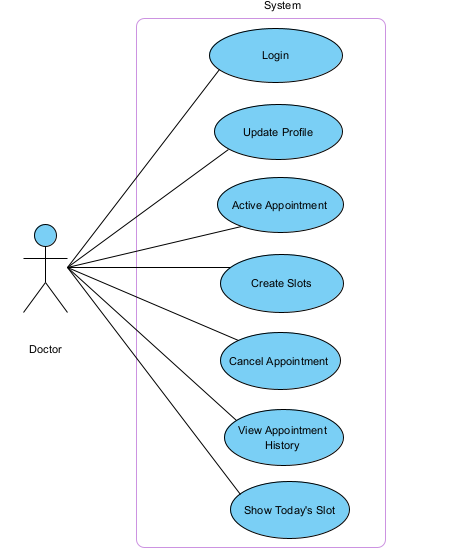 System
Login
Update Profile
Active Appointment
Create Slots
Doctor
Cancel Appointment
View Appointment
History
Show Today's Slot